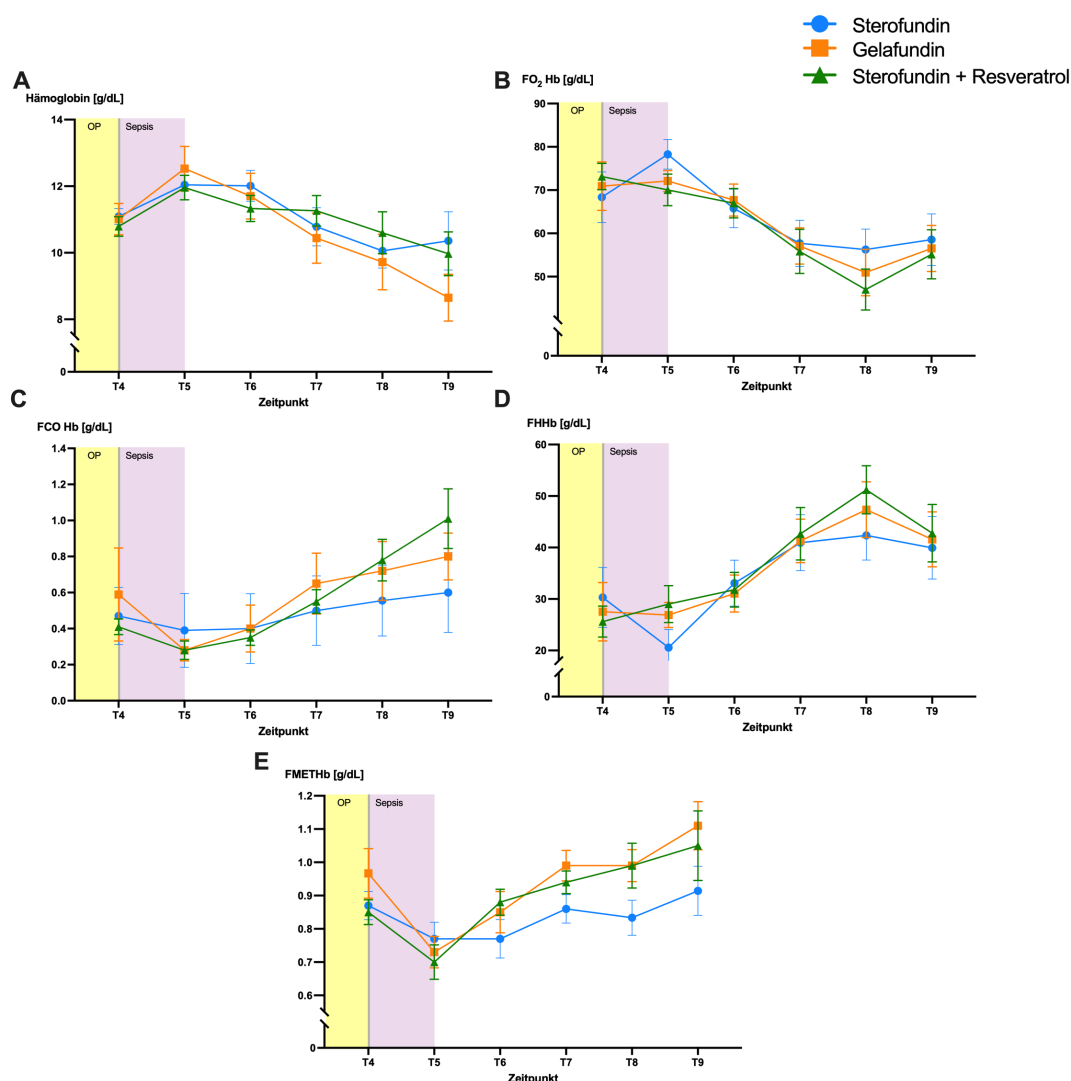 Sterofundin
Gelafundin
Sterofundin + Resveratrol
A
Hämoglobin [g/dL]
OP
Sepsis
14
12
10
8
0
T4 T5 T6 T7 T8 T9
Zeitpunkt
B
FO2 Hb [g/dL]
OP
Sepsis
90
80
70
60
50
0
T4 T5 T6 T7 T8 T9
Zeitpunkt
C
FCO Hb [g/dL]
OP
Sepsis
1.4
1.2
1.0
0.8
0.6
0.4
0.2
0.0
T4 T5 T6 T7 T8 T9
Zeitpunkt
D
FHHb [g/dL]
OP
Sepsis
60
50
40
30
20
0
T4 T5 T6 T7 T8 T9
Zeitpunkt
E
FMETHb [g/dL]
OP
Sepsis
1.2
1.1
1.0
0.9
0.8
0.7
0.6
0
T4 T5 T6 T7 T8 T9
Zeitpunkt